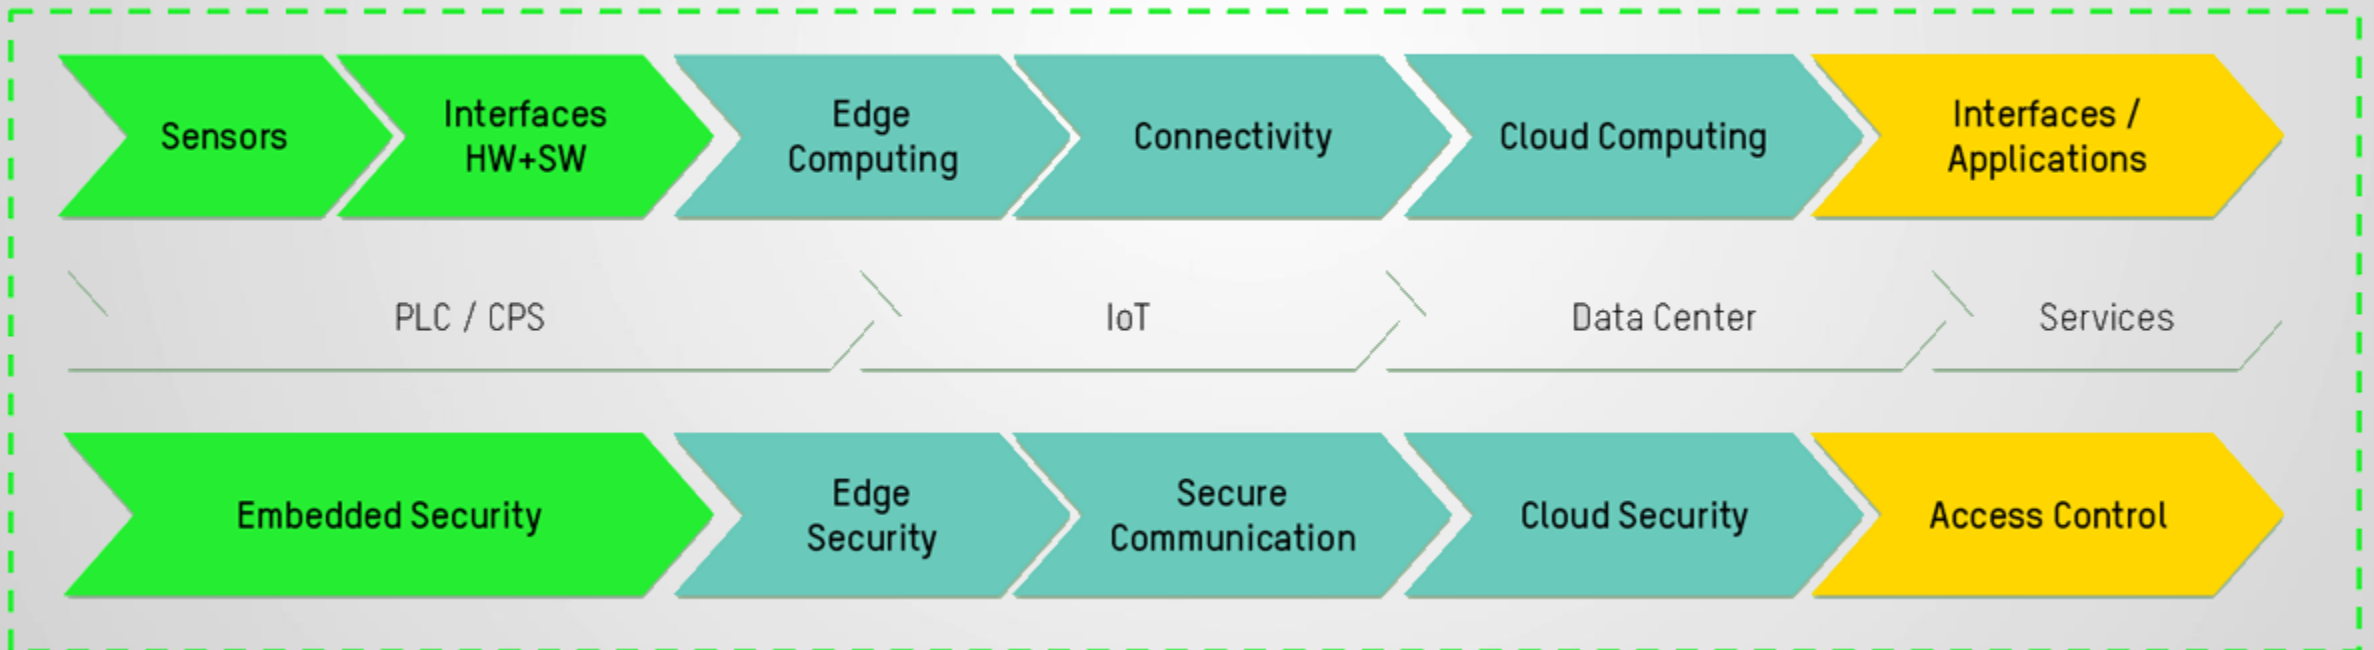 Sensors
Interfaces
HW+SW
Edge
Computing
Connectivity
Cloud Computing
Interfaces /
Applications
PLC / CPS
IoT
Data Center
Services
Embedded Security
Edge
Security
Secure
Communication
Cloud Security
Access Control